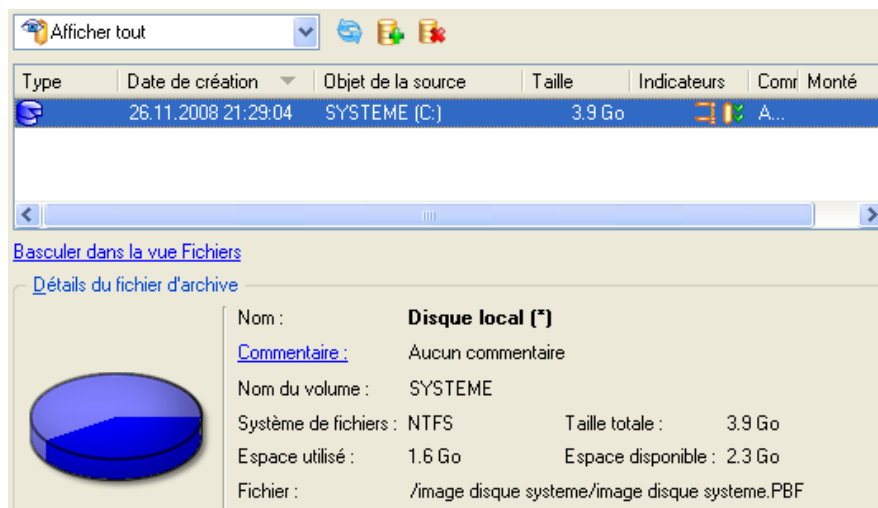 Afficher tout
Type Date de création Objet de la source Taille Indicateurs Comr Monté
26.11.2008 21:29:04 SYSTEME (C:) 3.9 Go A...
Basculer dans la vue Fichiers
Détails du fichier d'archive
Nom : Disque local (*)
Commentaire : Aucun commentaire
Nom du volume : SYSTEME
Système de fichiers : NTFS Taille totale : 3.9 Go
Espace utilisé : 1.6 Go Espace disponible : 2.3 Go
Fichier : /image disque systeme/image disque systeme.PBF